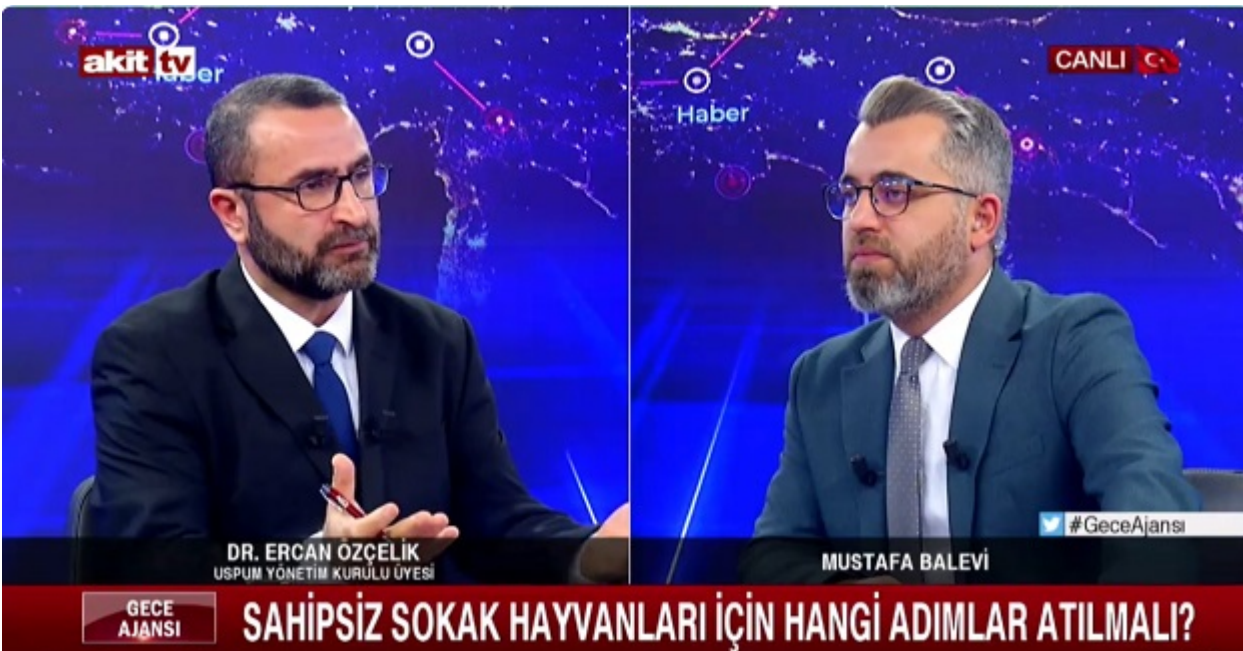 akit tv
Haber
CANLI
Haber
#GeceAjansı
DR. ERCAN ÖZÇELİK
USPUM YÖNETİM KURULU ÜYESİ
MUSTAFA BALEVİ
GECE
AJANSI
SAHİPSİZ SOKAK HAYVANLARI İÇİN HANGİ ADIMLAR ATILMALI?